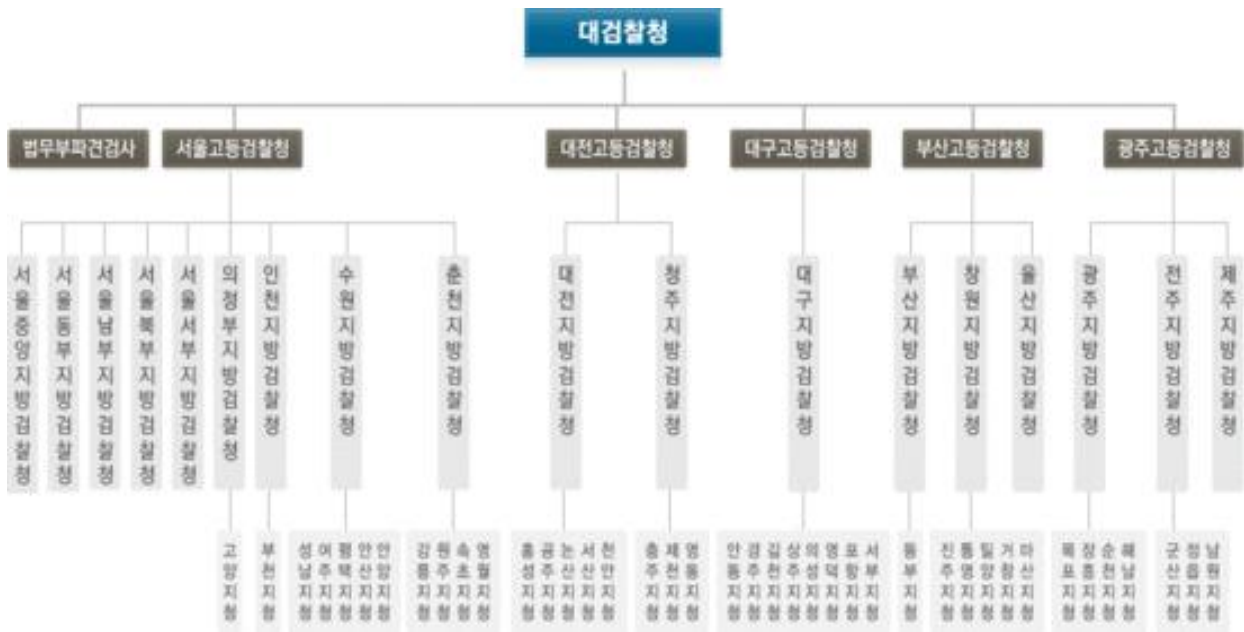 대검찰청
법무부파견검사
서울고등검찰청
대전고등검찰청
대구고등검찰청
부산고등검찰청
광주고등검찰청
서울중앙지방검찰청
서울동부지방검찰청
서울남부지방검찰청
서울북부지방검찰청
서울서부지방검찰청
의정부지방검찰청
인천지방검찰청
수원지방검찰청
춘천지방검찰청
대전지방검찰청
청주지방검찰청
대구지방검찰청
부산지방검찰청
창원지방검찰청
울산지방검찰청
광주지방검찰청
전주지방검찰청
제주지방검찰청
고양지청
부천지청
성남지청
여주지청
평택지청
안산지청
안양지청
강릉지청
원주지청
속초지청
영월지청
홍성지청
공주지청
논산지청
서산지청
천안지청
충주지청
제천지청
영동지청
안동지청
경주지청
김천지청
상주지청
의성지청
영덕지청
포항지청
서부지청
동부지청
진주지청
통영지청
밀양지청
거창지청
마산지청
목포지청
장흥지청
순천지청
해남지청
군산지청
정읍지청
남원지청